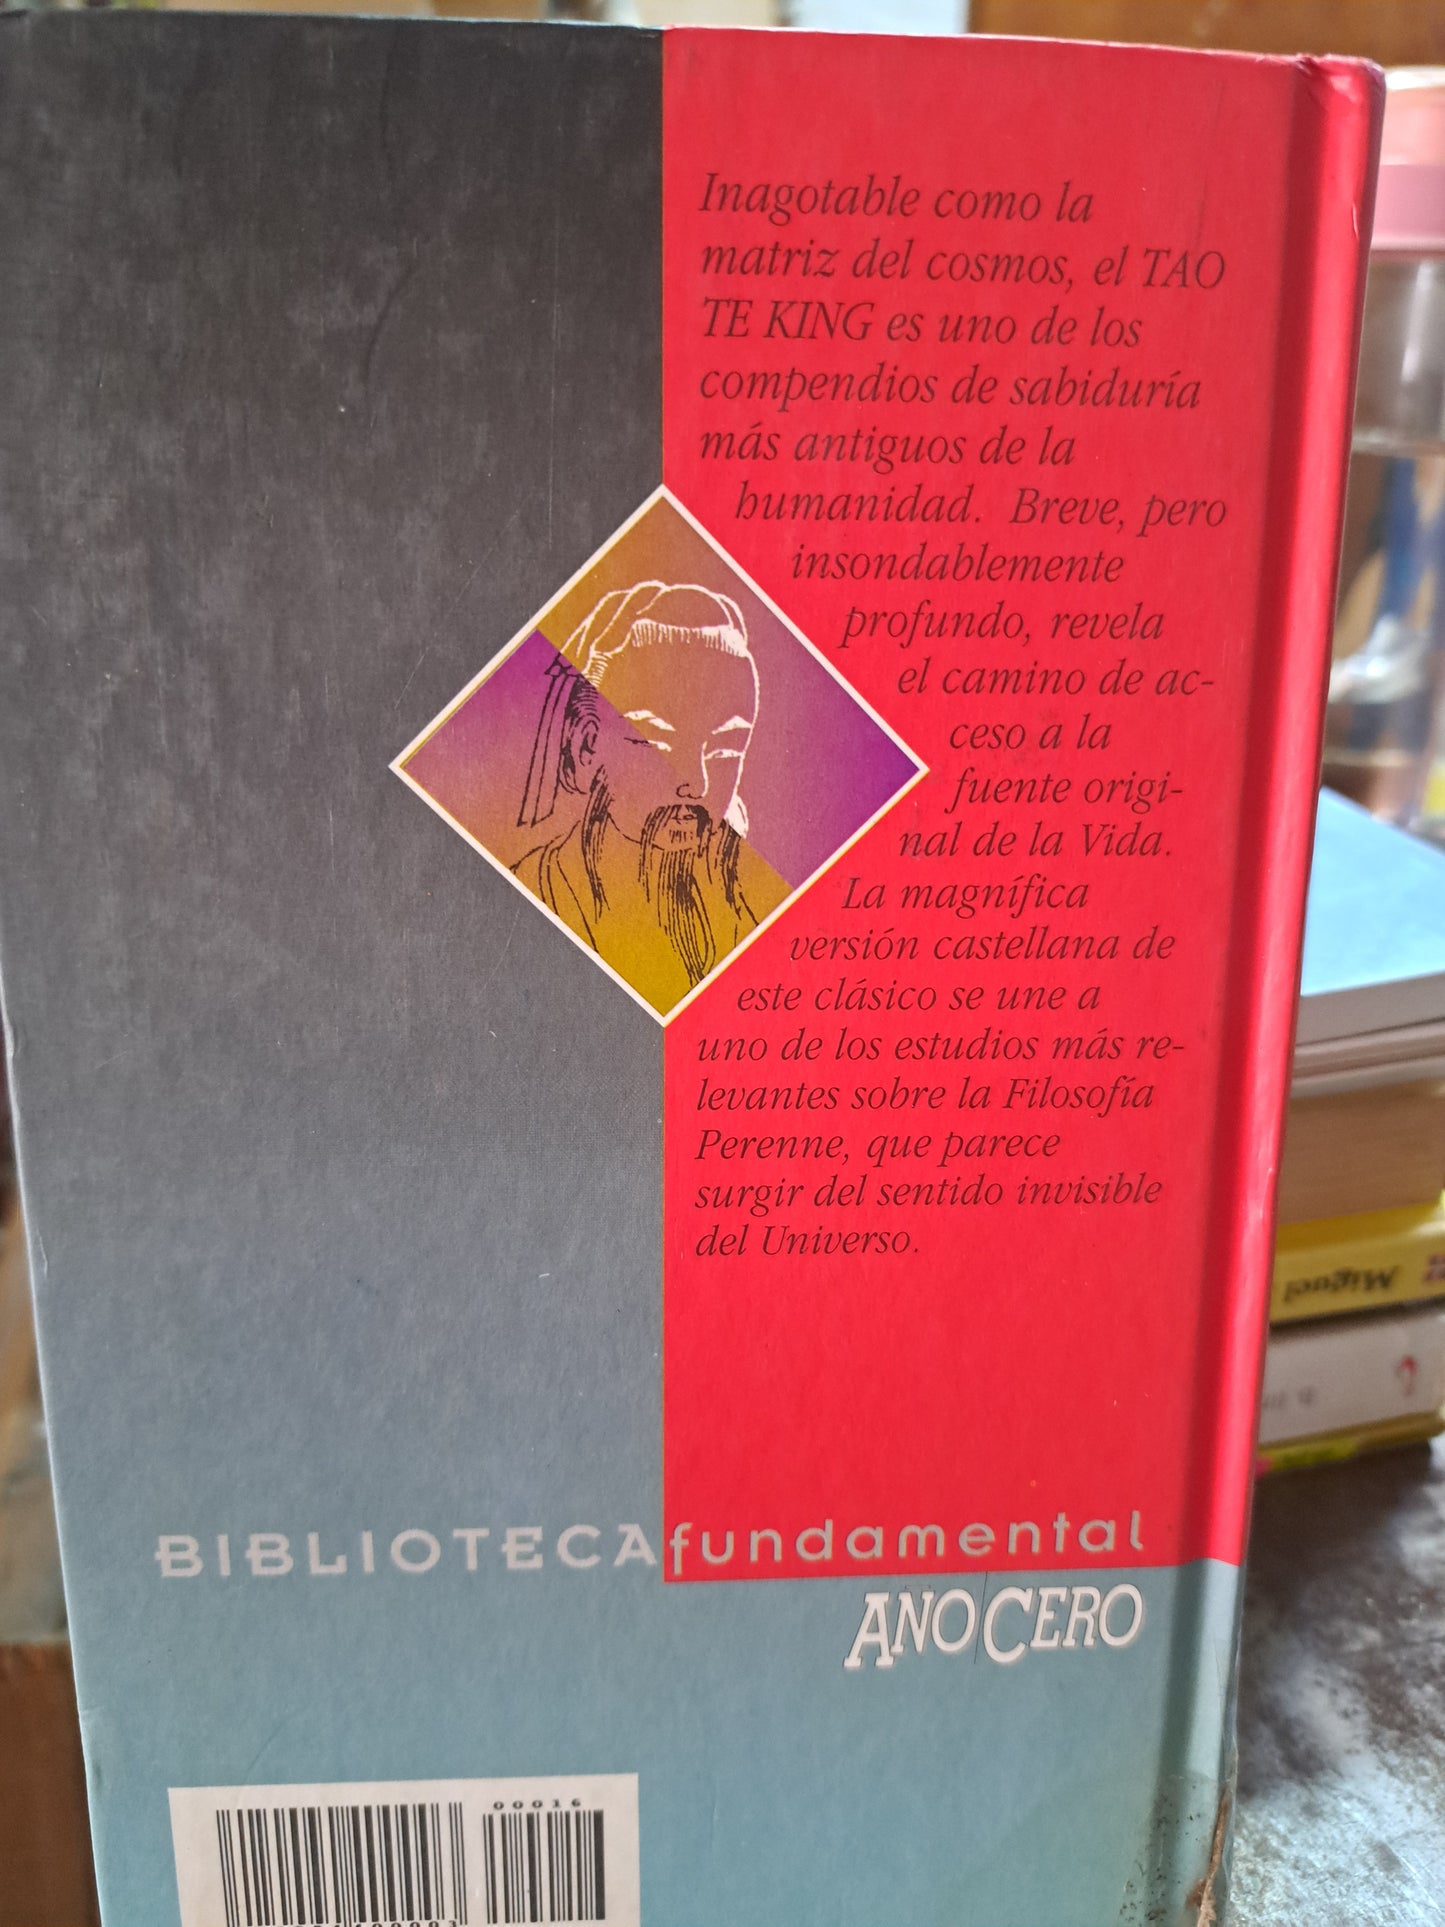 Inagotable como la
matriz del cosmos, el TAO
TE KING es uno de los
compendios de sabiduría
más antiguos de la
humanidad. Breve, pero
insondablemente
profundo, revela
el camino de ac-
ceso a la
fuente origi-
nal de la Vida.
La magnífica
versión castellana de
este clásico se une a
uno de los estudios más re-
levantes sobre la Filosofía
Perenne, que parece
surgir del sentido invisible
del Universo.
BIBLIOTECA fundamental
AÑO CERO
00016
Miguel